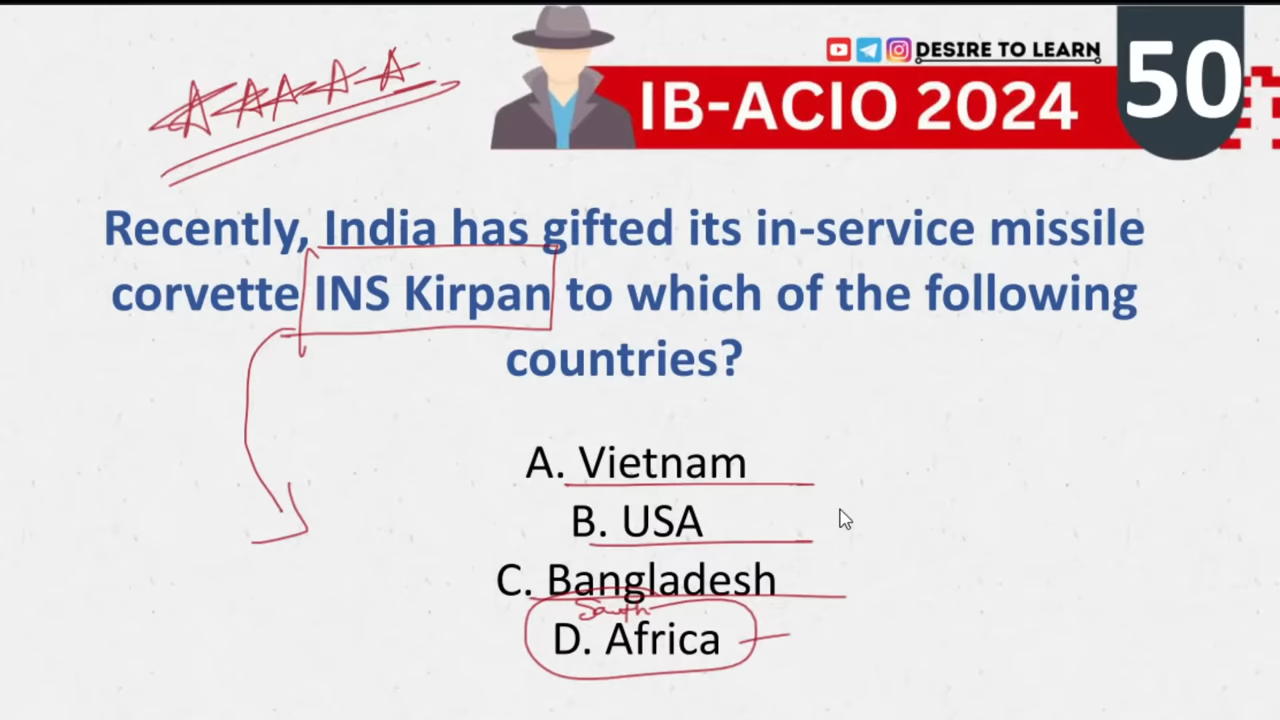 DESIRE TO LEARN
IB-ACIO 2024
50
Recently, India has gifted its in-service missile
corvette INS Kirpan to which of the following
countries?
A. Vietnam
B. USA
C. Bangladesh
South
D. Africa